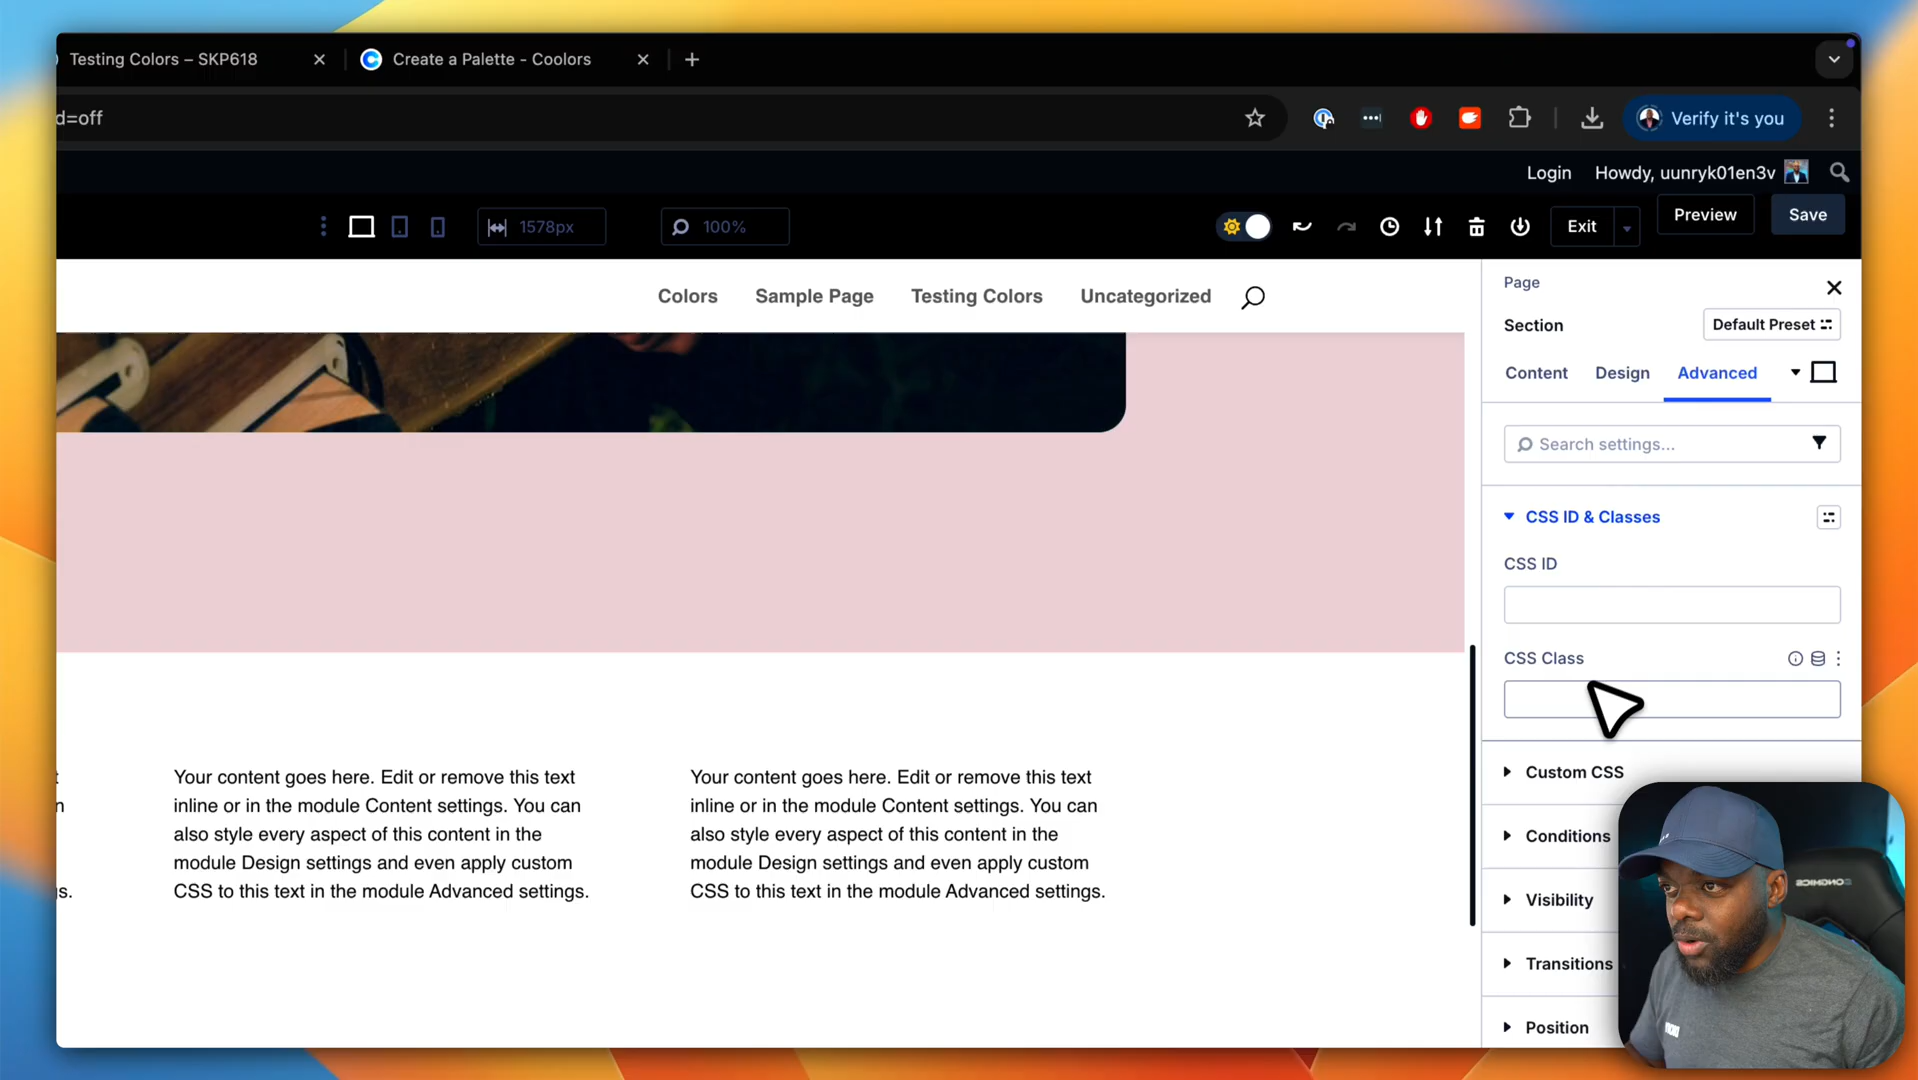 Testing Colors – SKP618
Create a Palette - Coolors
d=off
Verify it's you
Login
Howdy, uunryk01en3v
1578px
100%
Exit
Preview
Save
Colors
Sample Page
Testing Colors
Uncategorized
Page
Section
Default Preset
Content
Design
Advanced
Search settings...
CSS ID & Classes
CSS ID
CSS Class
Custom CSS
Conditions
Visibility
Transitions
Position
t
n
gs.
Your content goes here. Edit or remove this text
inline or in the module Content settings. You can
also style every aspect of this content in the
module Design settings and even apply custom
CSS to this text in the module Advanced settings.
Your content goes here. Edit or remove this text
inline or in the module Content settings. You can
also style every aspect of this content in the
module Design settings and even apply custom
CSS to this text in the module Advanced settings.